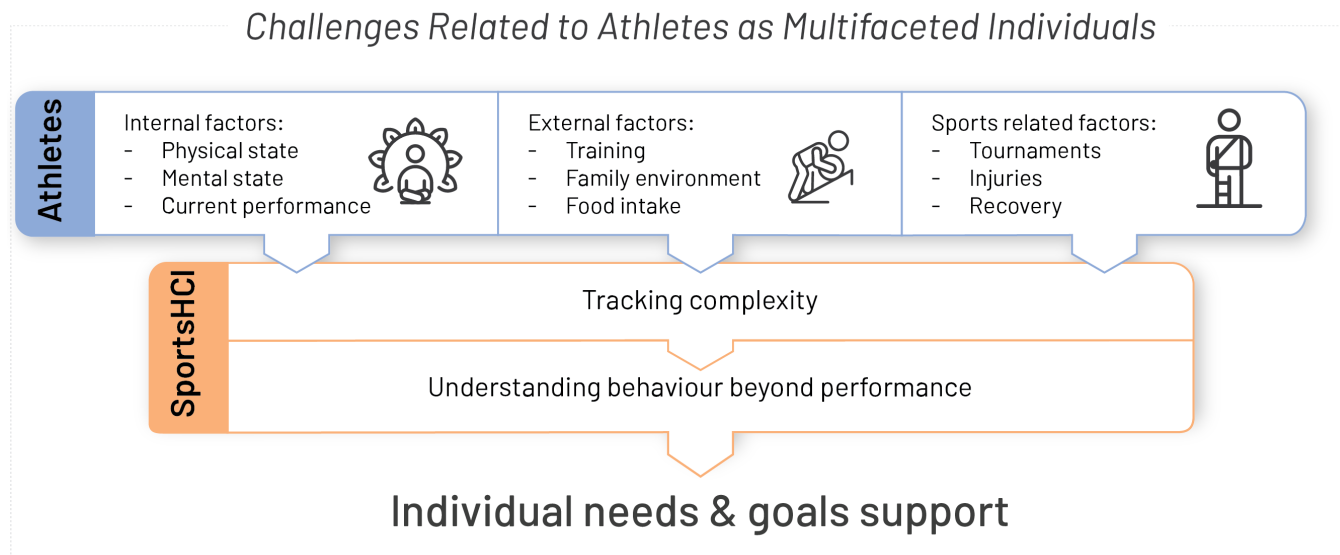 Challenges Related to Athletes as Multifaceted Individuals
Athletes
Internal factors:
- Physical state
- Mental state
- Current performance
External factors:
- Training
- Family environment
- Food intake
Sports related factors:
- Tournaments
- Injuries
- Recovery
SportsHCI
Tracking complexity
Understanding behaviour beyond performance
Individual needs & goals support